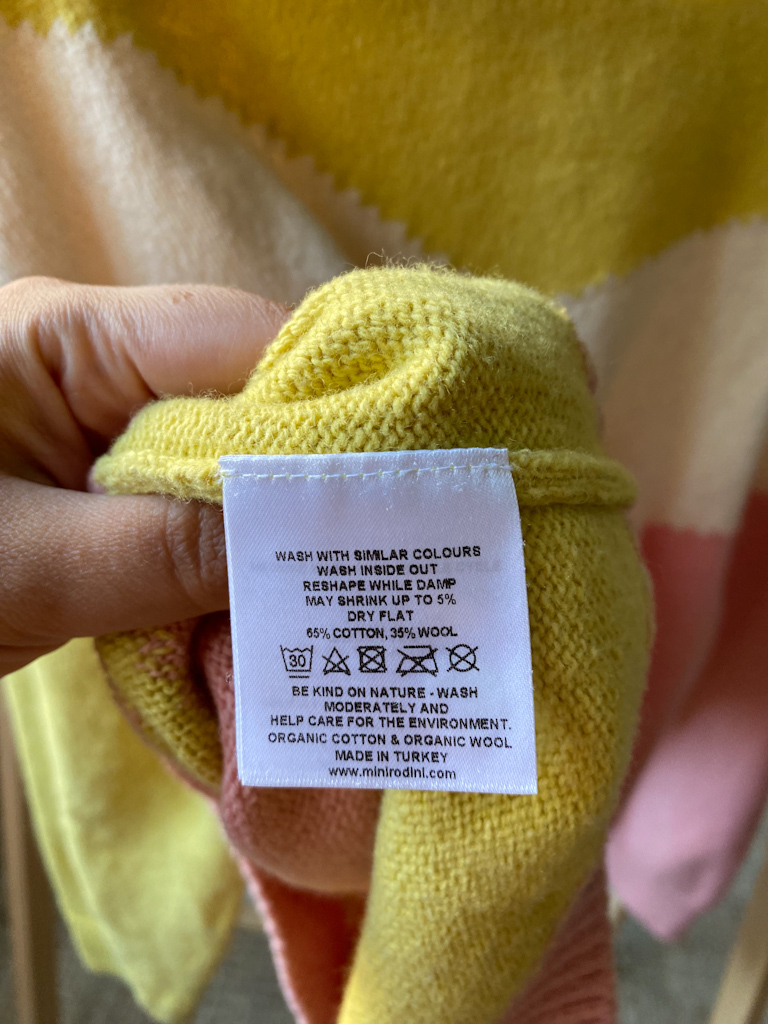 WASH WITH SIMILAR COLOURS
WASH INSIDE OUT
RESHAPE WHILE DAMP
MAY SHRINK UP TO 5%
DRY FLAT
65% COTTON, 35% WOOL
30
BE KIND ON NATURE - WASH
MODERATELY AND
HELP CARE FOR THE ENVIRONMENT.
ORGANIC COTTON & ORGANIC WOOL
MADE IN TURKEY
www.minirodini.com